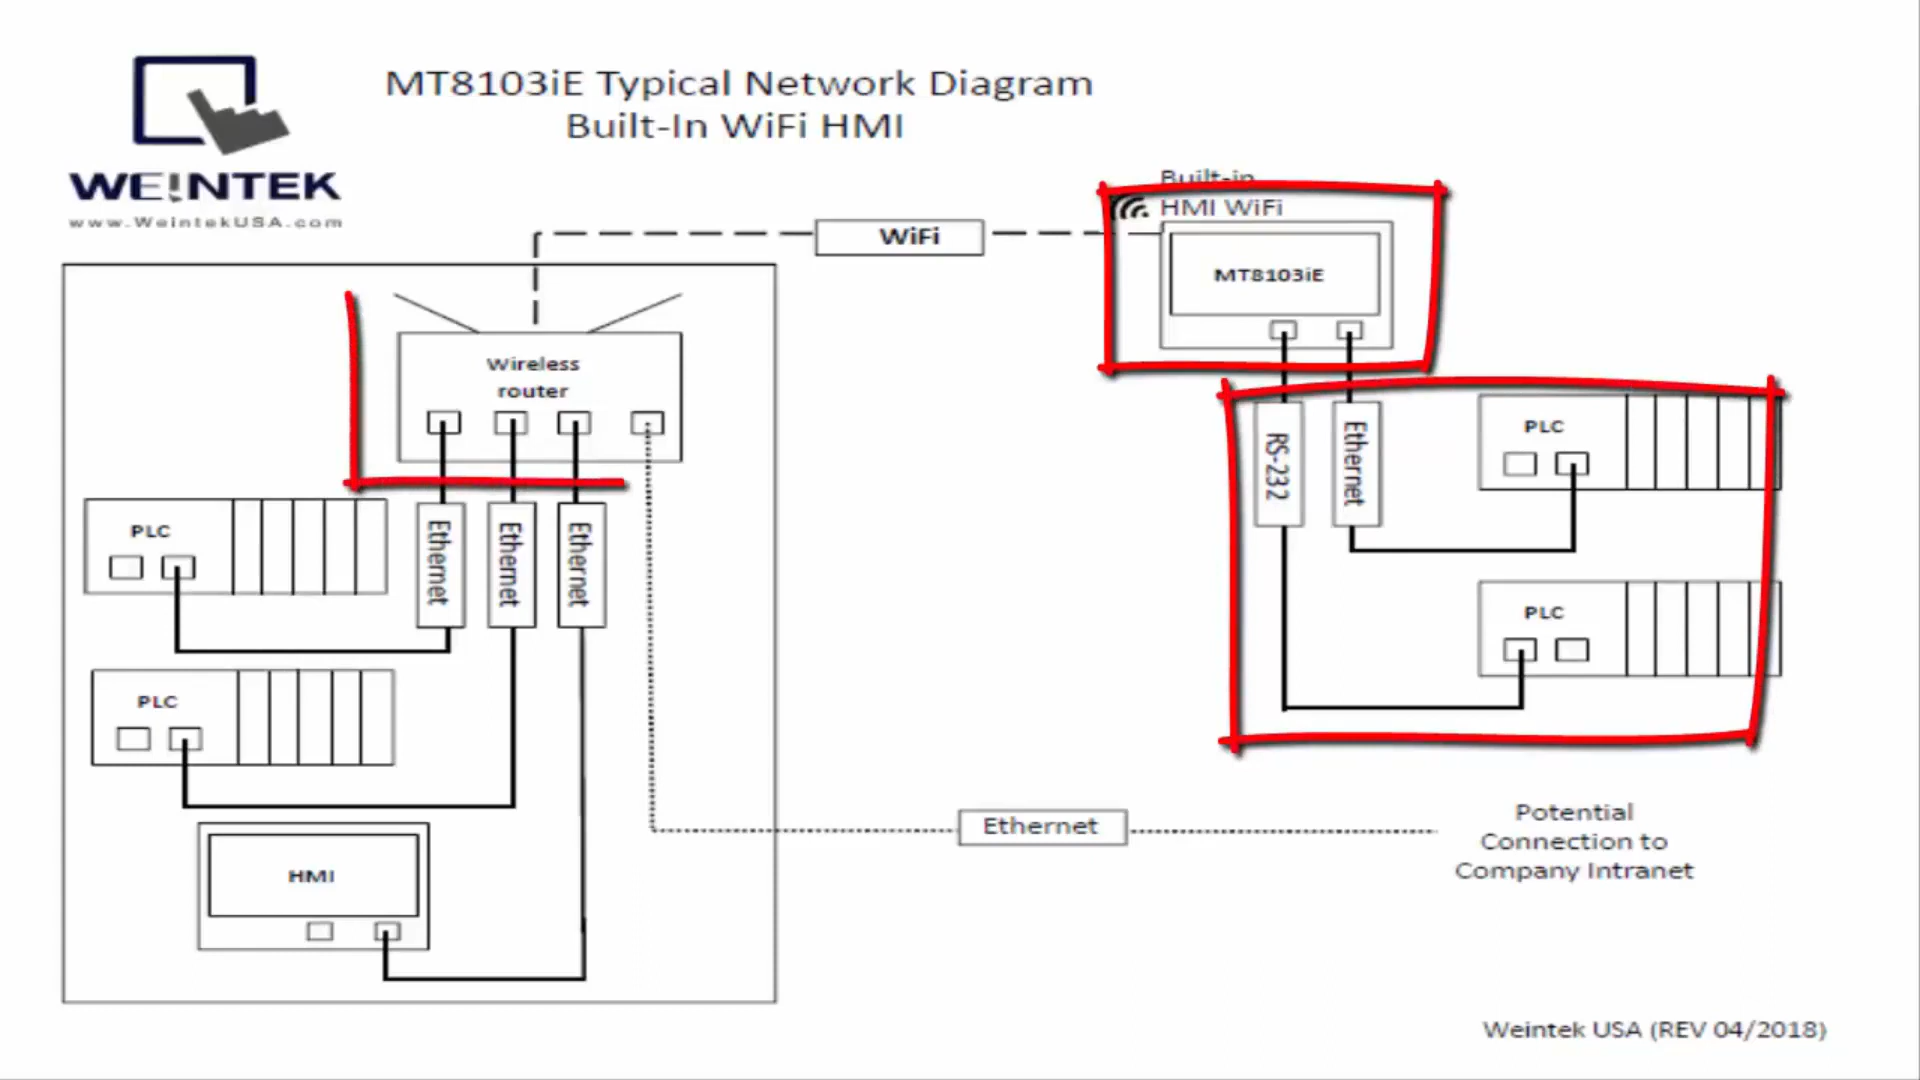 MT8103iE Typical Network Diagram
Built-In WiFi HMI
WEINTEK
www.WeintekUSA.com
Built-in
HMI WiFi
WiFi
MT8103iE
Wireless
router
RS-232
Ethernet
PLC
PLC
Ethernet
Ethernet
Ethernet
PLC
PLC
HMI
Ethernet
Potential
Connection to
Company Intranet
Weintek USA (REV 04/2018)